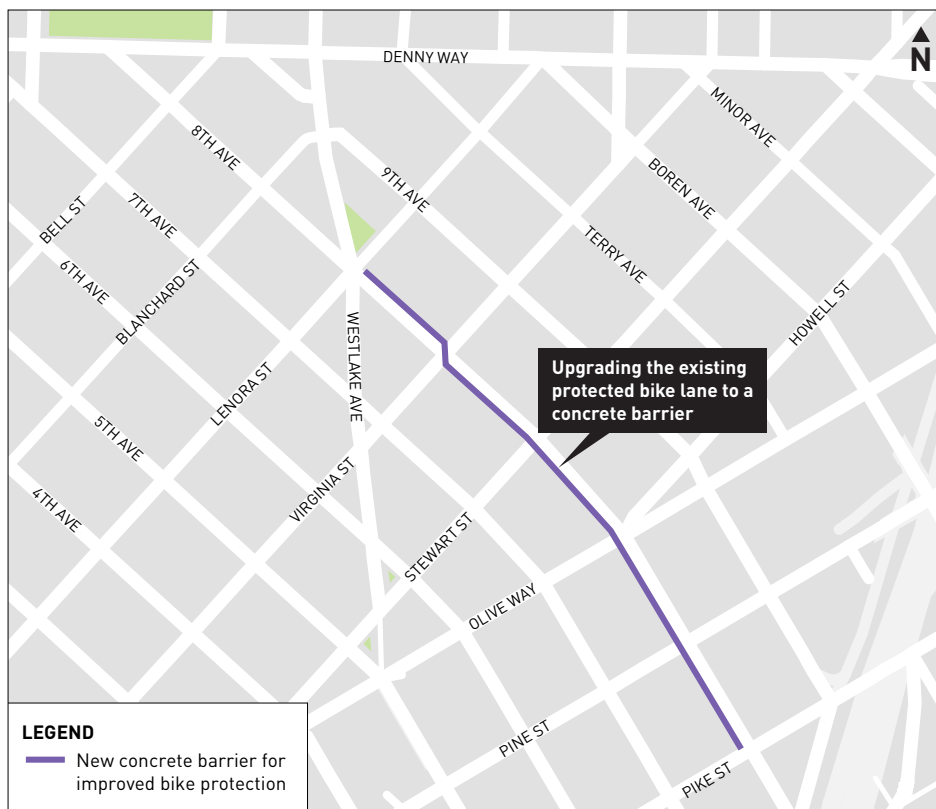 DENNY WAY
N
MINOR AVE
8TH AVE
9TH AVE
BOREN AVE
BELL ST
7TH AVE
TERRY AVE
6TH AVE
BLANCHARD ST
HOWELL ST
WESTLAKE AVE
LENORA ST
Upgrading the existing
protected bike lane to a
concrete barrier
5TH AVE
VIRGINIA ST
4TH AVE
STEWART ST
OLIVE WAY
PINE ST
PIKE ST
LEGEND
New concrete barrier for
improved bike protection